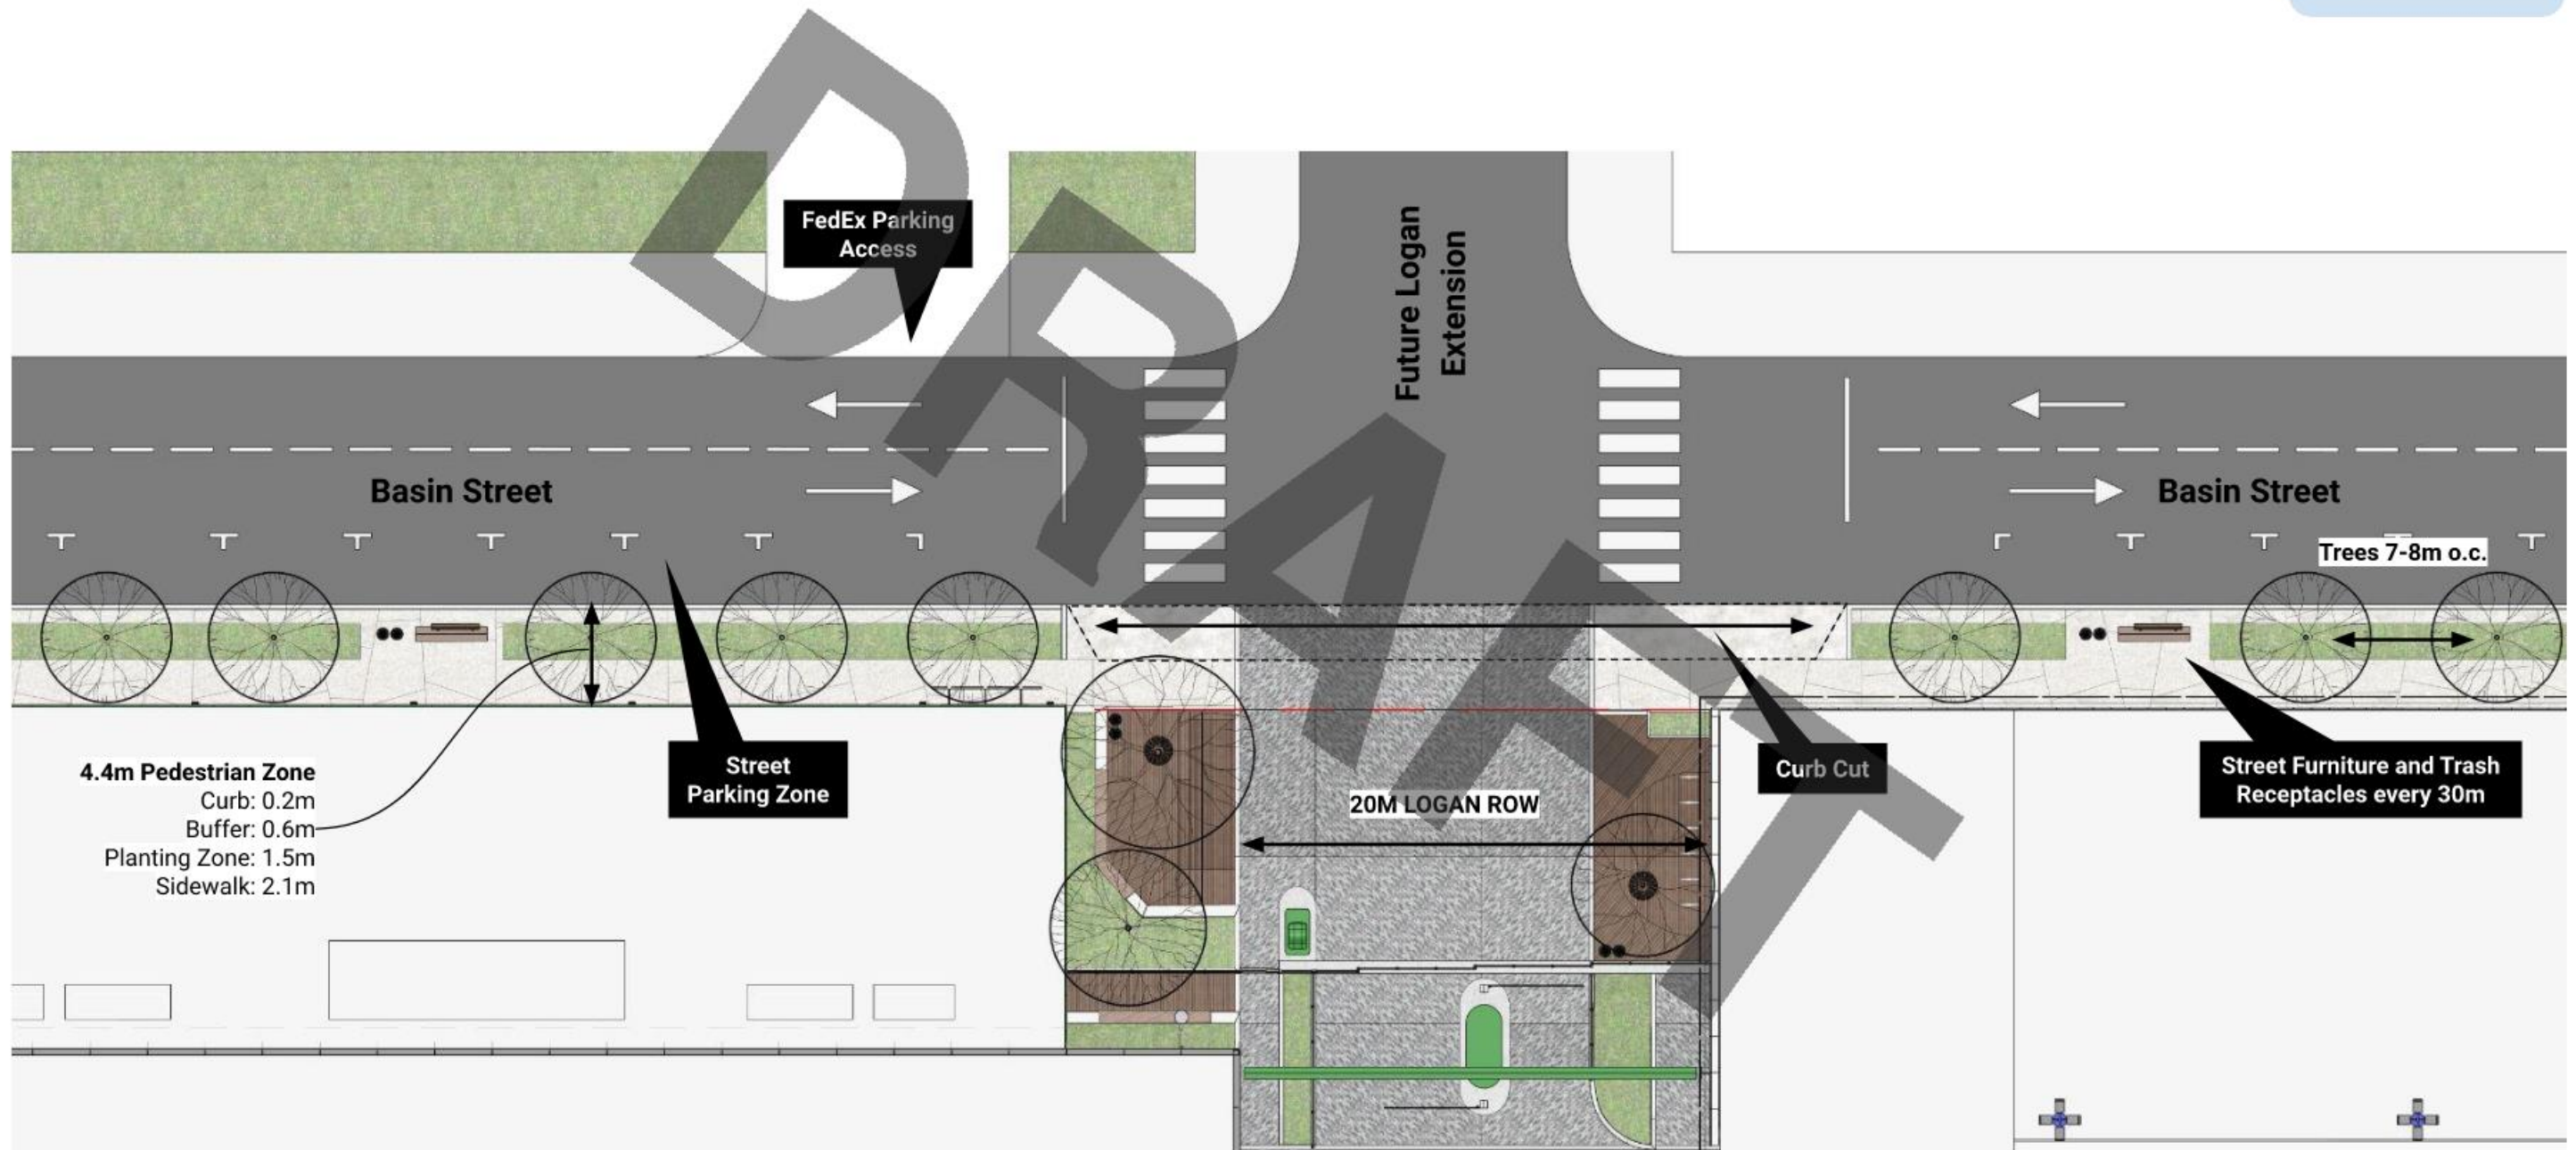 FedEx Parking
Access
Future Logan
Extension
Basin Street
Basin Street
Trees 7-8m o.c.
4.4m Pedestrian Zone
Curb: 0.2m
Buffer: 0.6m
Planting Zone: 1.5m
Sidewalk: 2.1m
Street
Parking Zone
20M LOGAN ROW
Curb Cut
Street Furniture and Trash
Receptacles every 30m
DRAFT